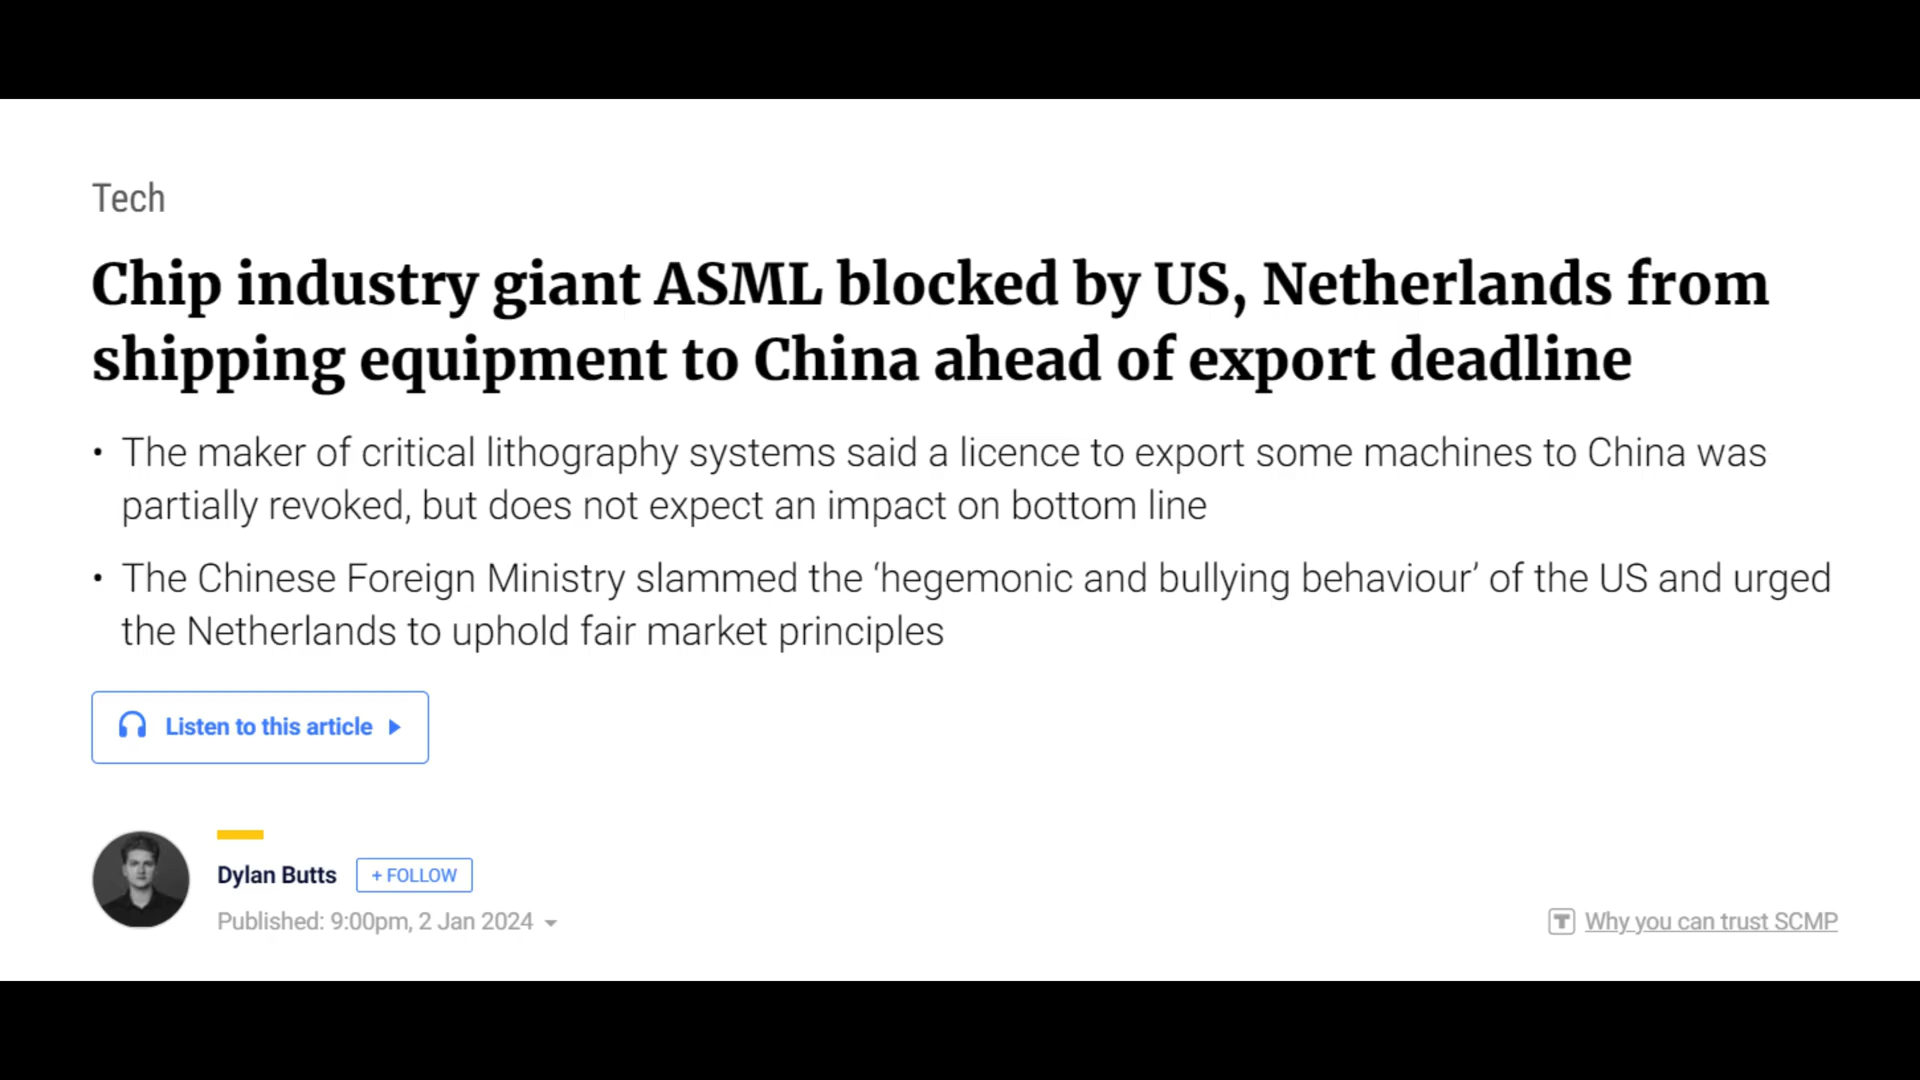 Tech
Chip industry giant ASML blocked by US, Netherlands from
shipping equipment to China ahead of export deadline
• The maker of critical lithography systems said a licence to export some machines to China was
partially revoked, but does not expect an impact on bottom line
• The Chinese Foreign Ministry slammed the ‘hegemonic and bullying behaviour’ of the US and urged
the Netherlands to uphold fair market principles
Listen to this article
Dylan Butts + FOLLOW
Published: 9:00pm, 2 Jan 2024
T Why you can trust SCMP